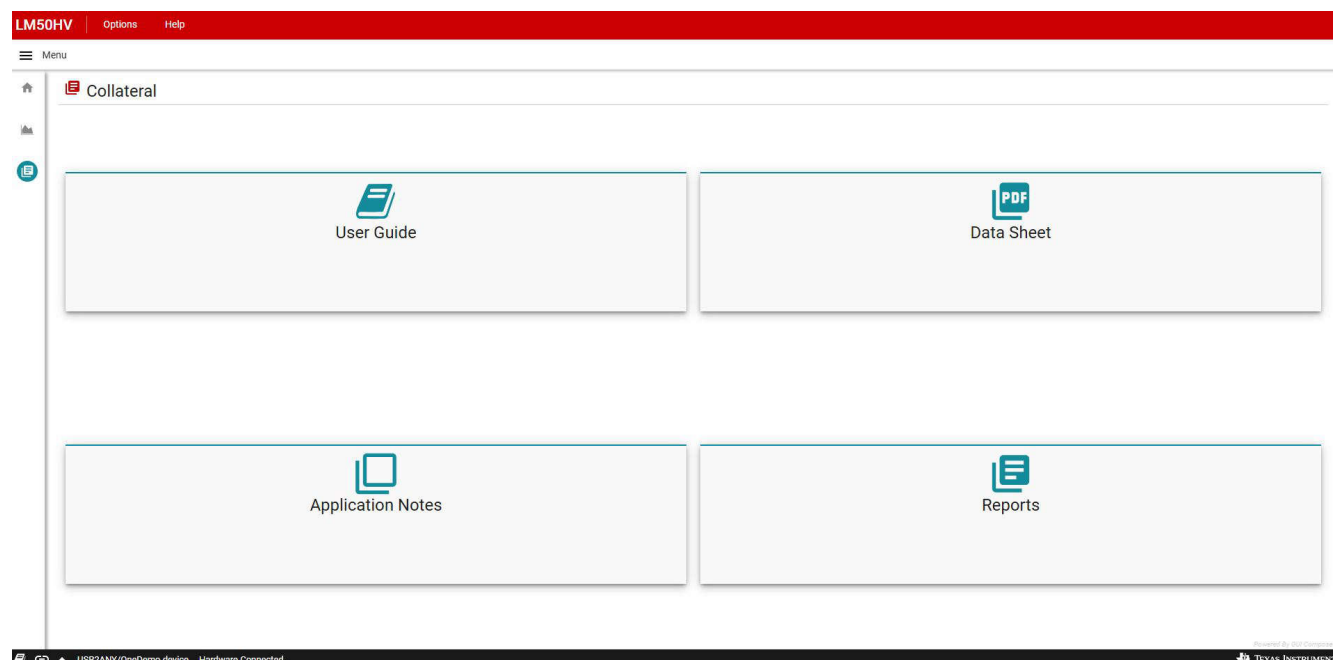 LM50HV Options Help
Menu
Collateral
User Guide
PDF
Data Sheet
Application Notes
Reports
Powered By GUI Composer
USB2ANY/OneDemo device Hardware Connected
TEXAS INSTRUMENT